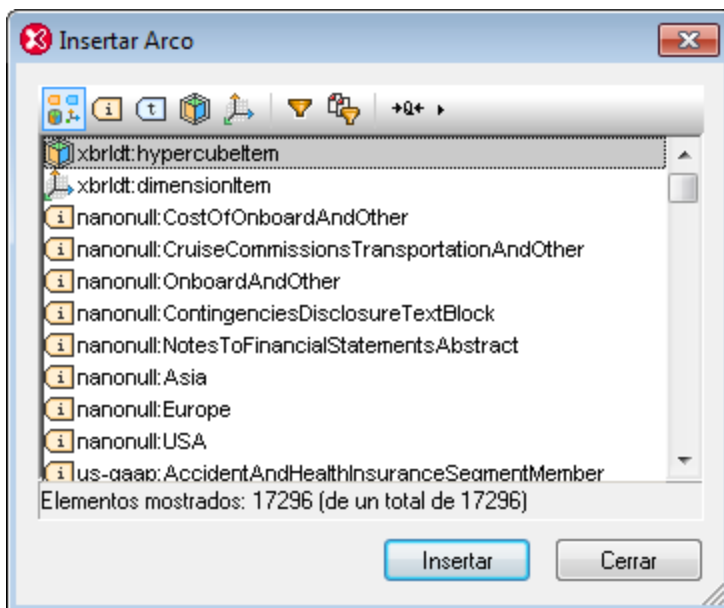 Insertar Arco
xbrldt:hypercubeItem
xbrldt:dimensionItem
nanonull:CostOfOnboardAndOther
nanonull:CruiseCommissionsTransportationAndOther
nanonull:OnboardAndOther
nanonull:ContingenciesDisclosureTextBlock
nanonull:NotesToFinancialStatementsAbstract
nanonull:Asia
nanonull:Europe
nanonull:USA
us-gaap:AccidentAndHealthInsuranceSegmentMember
Elementos mostrados: 17296 (de un total de 17296)
Insertar Cerrar